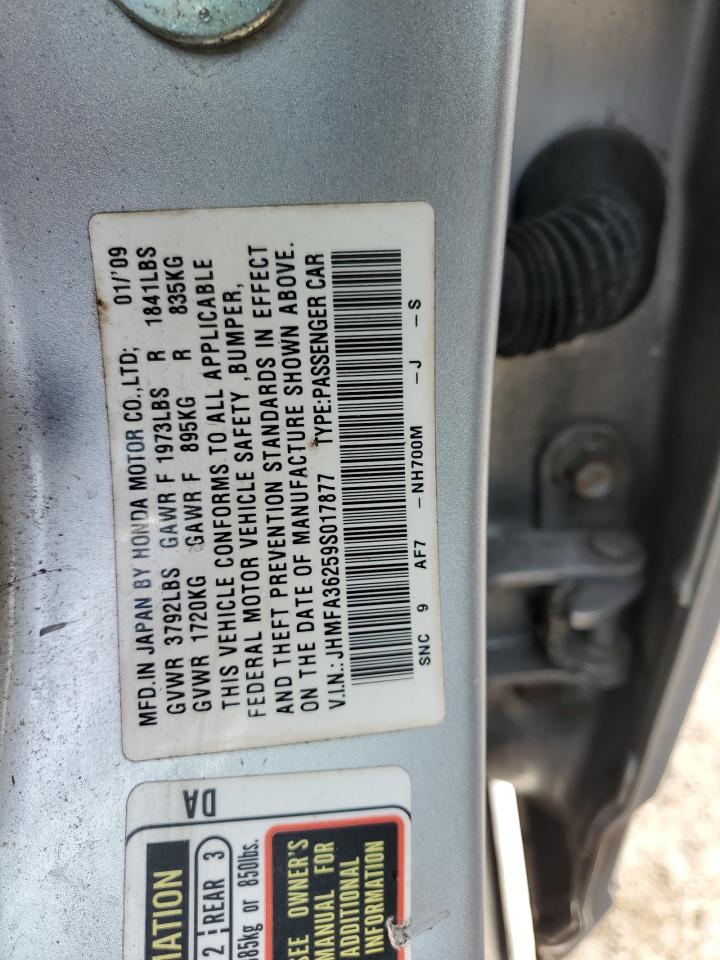 MFD.IN JAPAN BY HONDA MOTOR CO.,LTD; 01/'09
GVWR 3792LBS GAWR F 1973LBS R 1841LBS
GVWR 1720KG GAWR F 895KG R 835KG
THIS VEHICLE CONFORMS TO ALL APPLICABLE
FEDERAL MOTOR VEHICLE SAFETY ,BUMPER,
AND THEFT PREVENTION STANDARDS IN EFFECT
ON THE DATE OF MANUFACTURE SHOWN ABOVE.
V.I.N.: JHMFA36259S017877 TYPE:PASSENGER CAR
SNC 9 AF7 -NH700M -J -S
DA
MATION
2 REAR 3
85kg or 850lbs.
SEE OWNER'S
MANUAL FOR
ADDITIONAL
INFORMATION